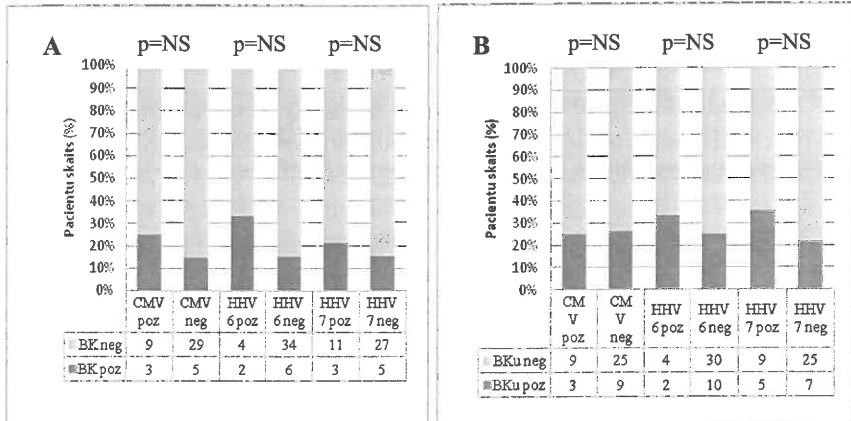 A p=NS p=NS p=NS
Pacientu skaits (%)
100%
90%
80%
70%
60%
50%
40%
30%
20%
10%
0%
CMV poz CMV neg HHV 6 poz HHV 6 neg HHV 7 poz HHV 7 neg
BK neg 9 29 4 34 11 27
BK poz 3 5 2 6 3 5
B p=NS p=NS p=NS
Pacientu skaits (%)
100%
90%
80%
70%
60%
50%
40%
30%
20%
10%
0%
CM V poz CM V neg HHV 6 poz HHV 6 neg HHV 7 poz HHV 7 neg
BKu neg 9 25 4 30 9 25
BKu poz 3 9 2 10 5 7